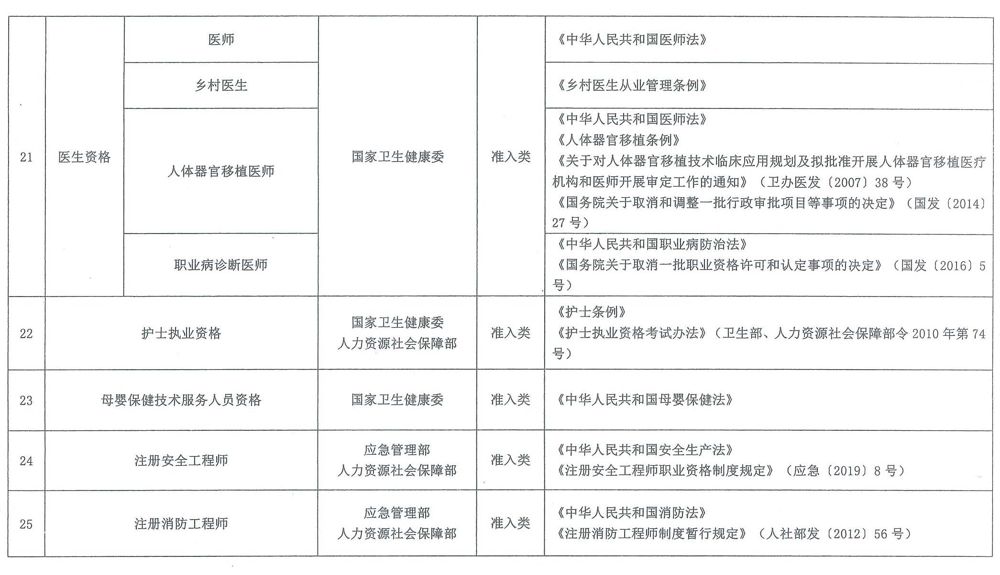 21
医生资格
医师
国家卫生健康委
准入类
《中华人民共和国医师法》
乡村医生
《乡村医生从业管理条例》
人体器官移植医师
《中华人民共和国医师法》
《人体器官移植条例》
《关于对人体器官移植技术临床应用规划及拟批准开展人体器官移植医疗
机构和医师开展审定工作的通知》（卫办医发〔2007〕38 号）
《国务院关于取消和调整一批行政审批项目等事项的决定》（国发〔2014〕
27 号）
职业病诊断医师
《中华人民共和国职业病防治法》
《国务院关于取消一批职业资格许可和认定事项的决定》（国发〔2016〕5
号）
22
护士执业资格
国家卫生健康委
人力资源社会保障部
准入类
《护士条例》
《护士执业资格考试办法》（卫生部、人力资源社会保障部令 2010 年第 74
号）
23
母婴保健技术服务人员资格
国家卫生健康委
准入类
《中华人民共和国母婴保健法》
24
注册安全工程师
应急管理部
人力资源社会保障部
准入类
《中华人民共和国安全生产法》
《注册安全工程师职业资格制度规定》（应急〔2019〕8 号）
25
注册消防工程师
应急管理部
人力资源社会保障部
准入类
《中华人民共和国消防法》
《注册消防工程师制度暂行规定》（人社部发〔2012〕56 号）